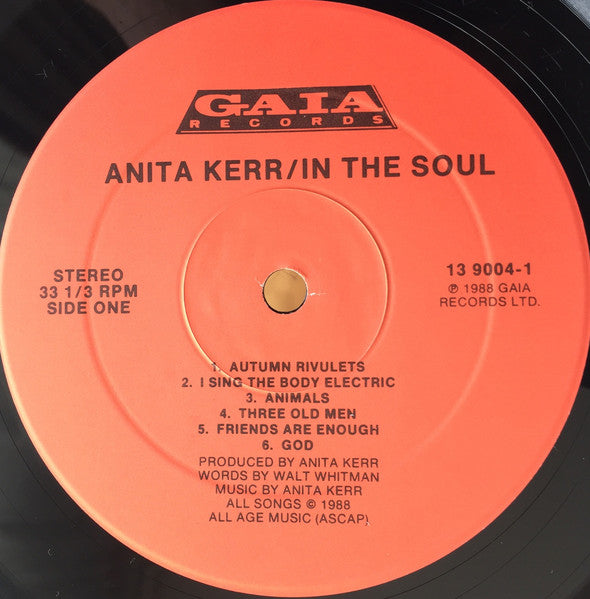 GAIA
RECORDS
ANITA KERR/IN THE SOUL
STEREO
33 1/3 RPM
SIDE ONE
13 9004-1
℗ 1988 GAIA
RECORDS LTD.
1. AUTUMN RIVULETS
2. I SING THE BODY ELECTRIC
3. ANIMALS
4. THREE OLD MEN
5. FRIENDS ARE ENOUGH
6. GOD
PRODUCED BY ANITA KERR
WORDS BY WALT WHITMAN
MUSIC BY ANITA KERR
ALL SONGS © 1988
ALL AGE MUSIC (ASCAP)